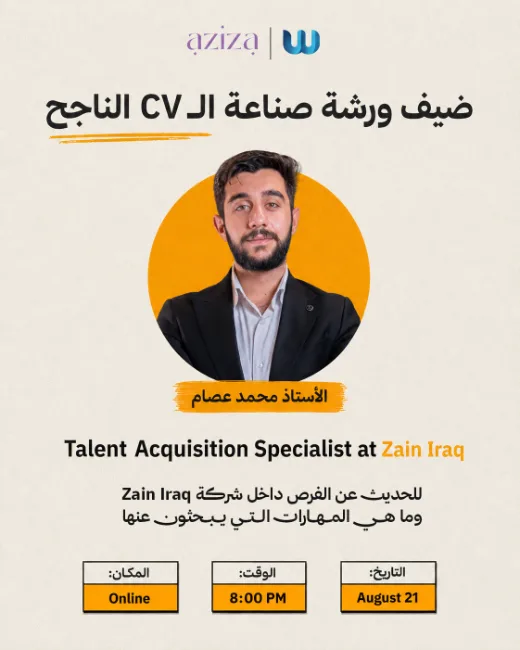 aziza | W
ضيف ورشة صناعة الـ CV الناجح
الأستاذ محمد عصام
Talent Acquisition Specialist at Zain Iraq
للحديث عن الفرص داخل شركة Zain Iraq
وما هي المهارات التي يبحثون عنها
التاريخ:
August 21
الوقت:
8:00 PM
المكان:
Online